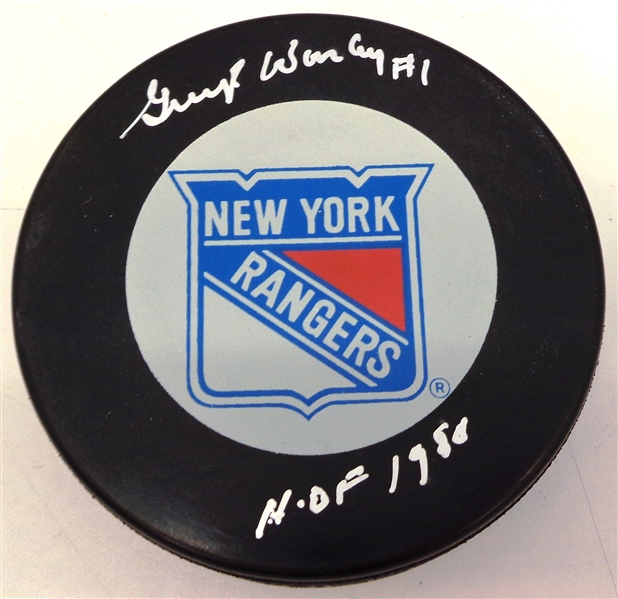 Gump Worsley #1
NEW YORK
RANGERS
®
H.OF 1980